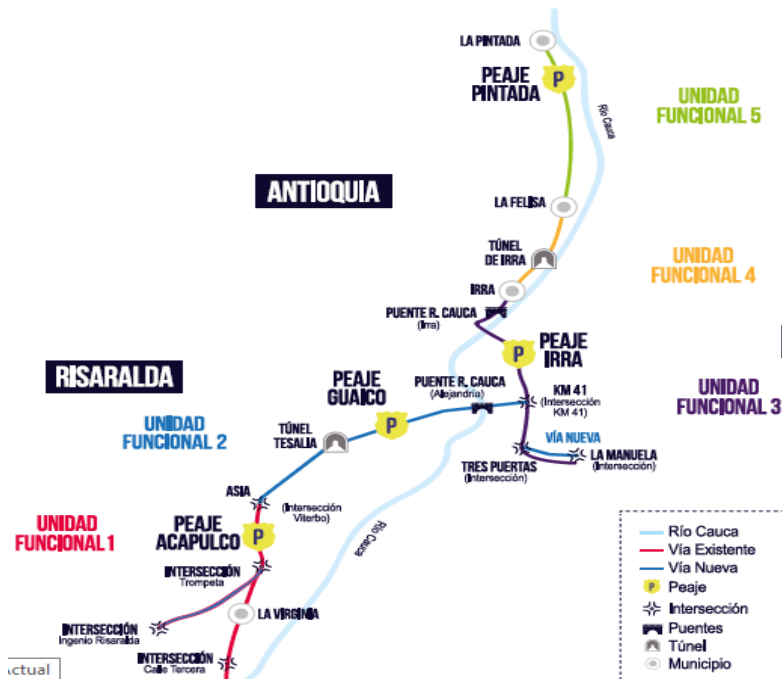 LA PINTADA
PEAJE
PINTADA
P
UNIDAD
FUNCIONAL 5
Río Cauca
ANTIOQUIA
LA FELISA
TÚNEL
DE IRRA
UNIDAD
FUNCIONAL 4
IRRA
PUENTE R. CAUCA
(Irra)
PEAJE
IRRA
P
RISARALDA
PEAJE
GUAICO
P
PUENTE R. CAUCA
(Alejandría)
KM 41
(Intersección
KM 41)
UNIDAD
FUNCIONAL 3
UNIDAD
FUNCIONAL 2
TÚNEL
TESALIA
VÍA NUEVA
TRES PUERTAS
(Intersección)
LA MANUELA
(Intersección)
ASIA
(Intersección
Viterbo)
UNIDAD
FUNCIONAL 1
PEAJE
ACAPULCO
P
Río Cauca
INTERSECCIÓN
Trompeta
LA VIRGINIA
INTERSECCIÓN
Ingenio Risaralda
INTERSECCIÓN
Calle Tercera
Río Cauca
Vía Existente
Vía Nueva
P Peaje
Intersección
Puentes
Túnel
Municipio
Actual